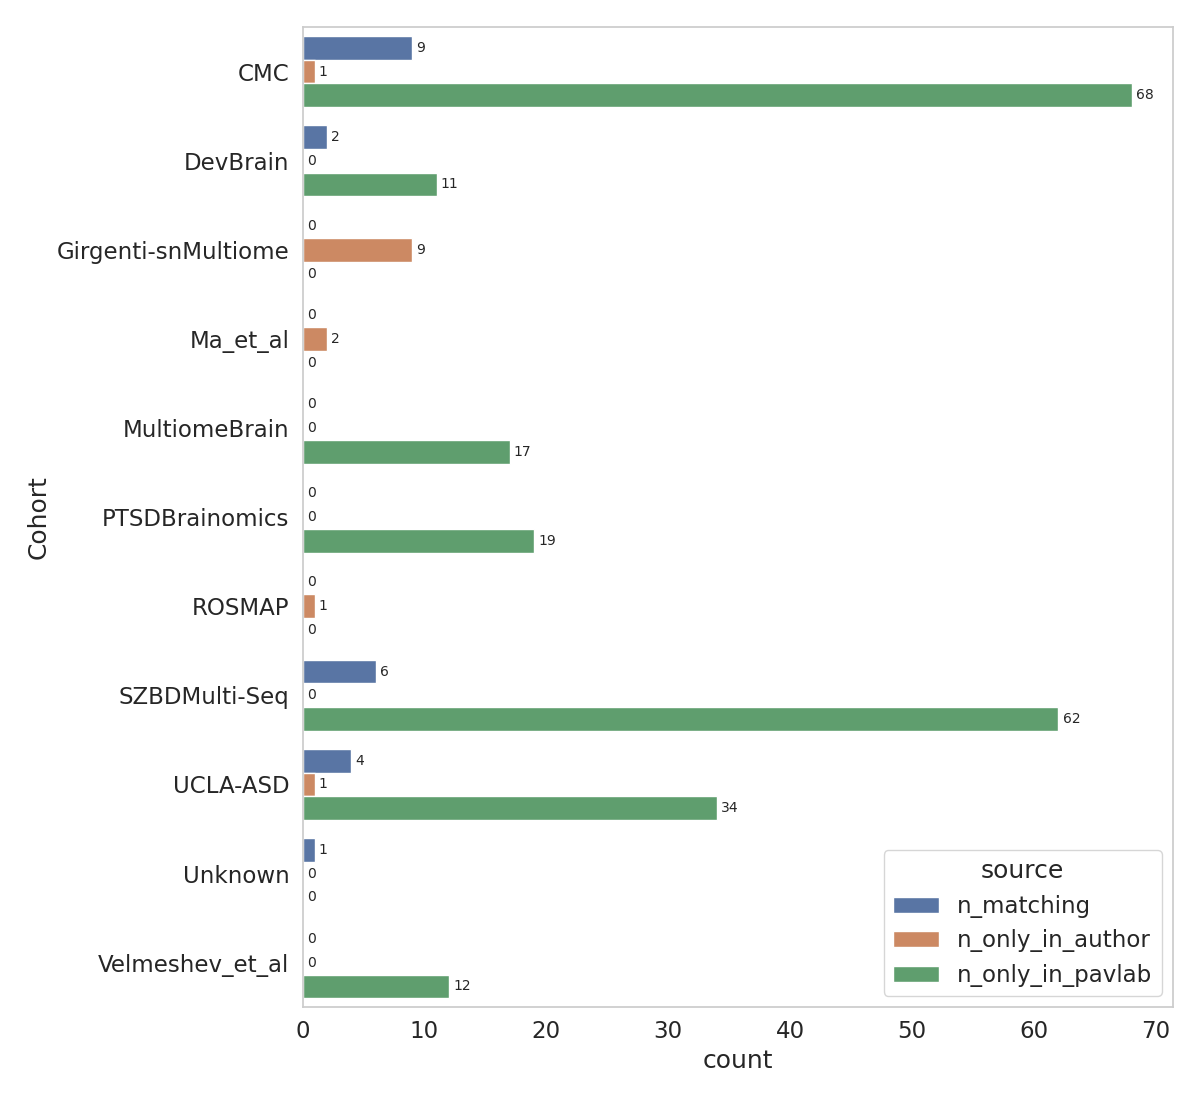 CMC
9
1
68
DevBrain
2
0
11
Girgenti-snMultiome
0
9
0
Ma_et_al
0
2
0
MultiomeBrain
0
0
17
PTSDBrainomics
0
0
19
ROSMAP
0
1
0
SZBDMulti-Seq
6
0
62
UCLA-ASD
4
1
34
Unknown
1
0
0
Velmeshev_et_al
0
0
12
Cohort
source
n_matching
n_only_in_author
n_only_in_pavlab
0 10 20 30 40 50 60 70
count